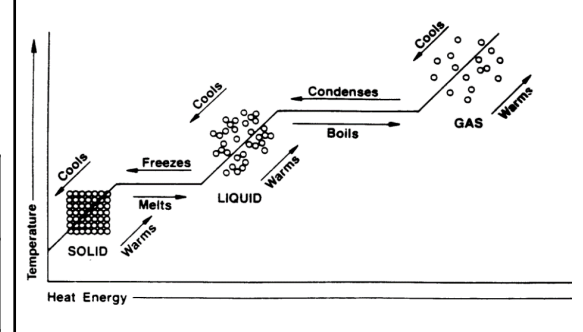 Cools
Condenses
Cools
Boils
GAS
Warms
Freezes
Cools
Warms
Melts
LIQUID
SOLID
Warms
Temperature
Heat Energy